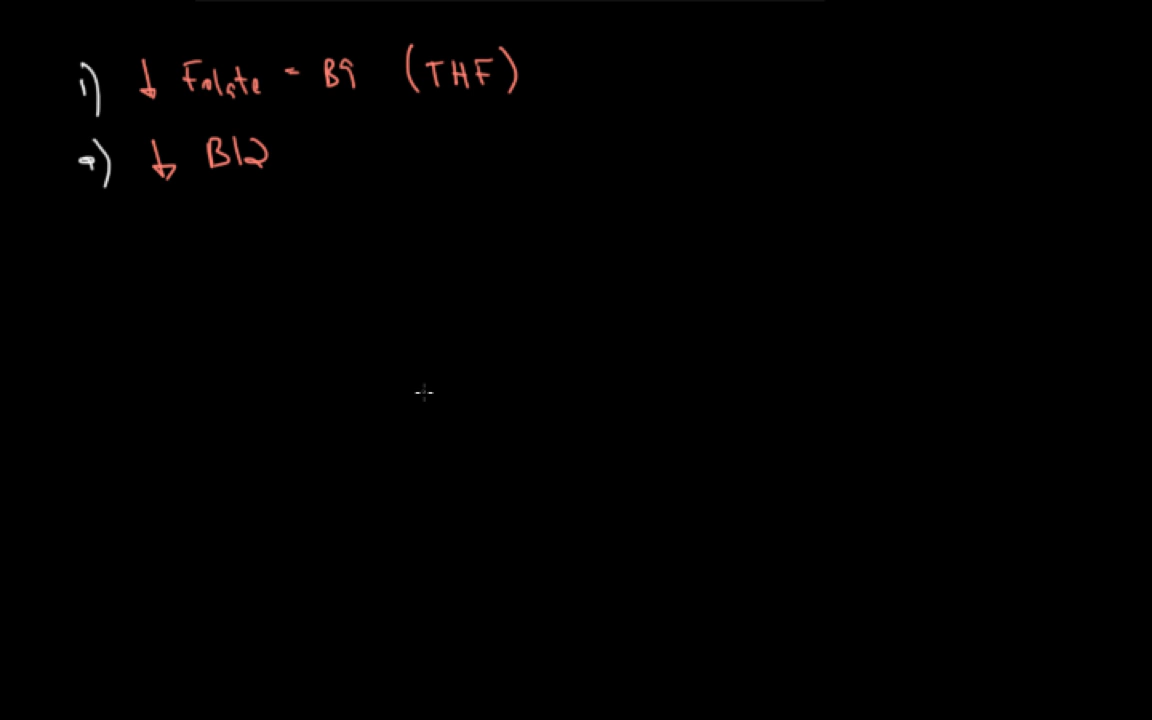 1) ↓ Folate - B9 (THF)
2) ↓ B12